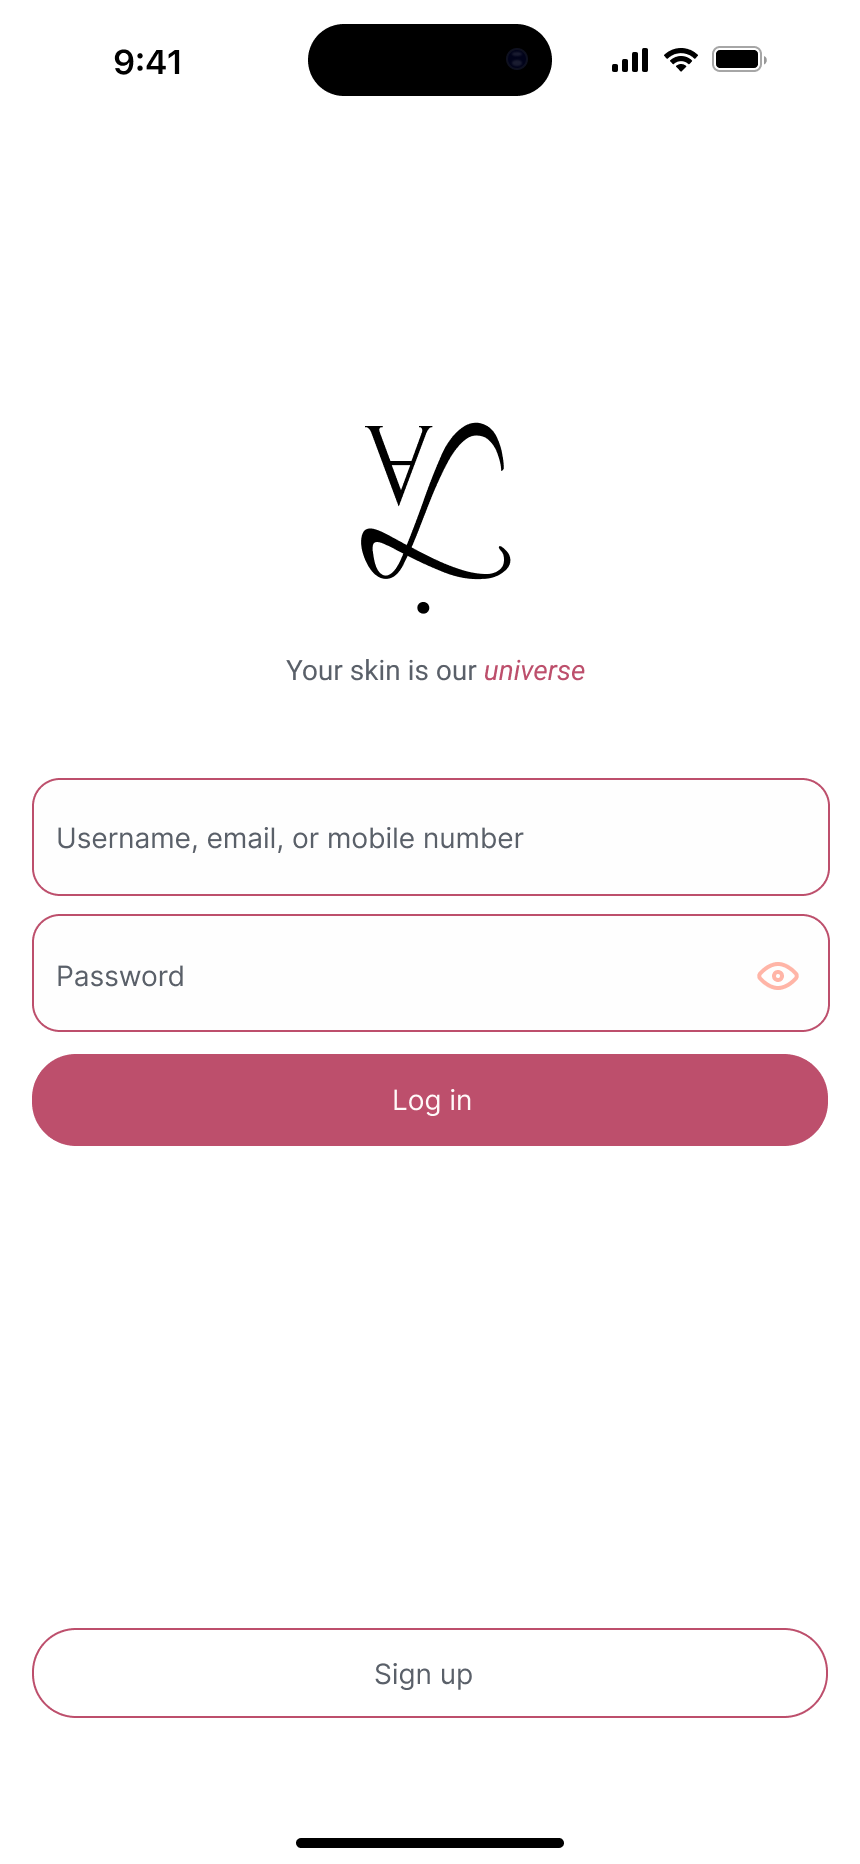 9:41
Your skin is our universe
Username, email, or mobile number
Password
Log in
Sign up